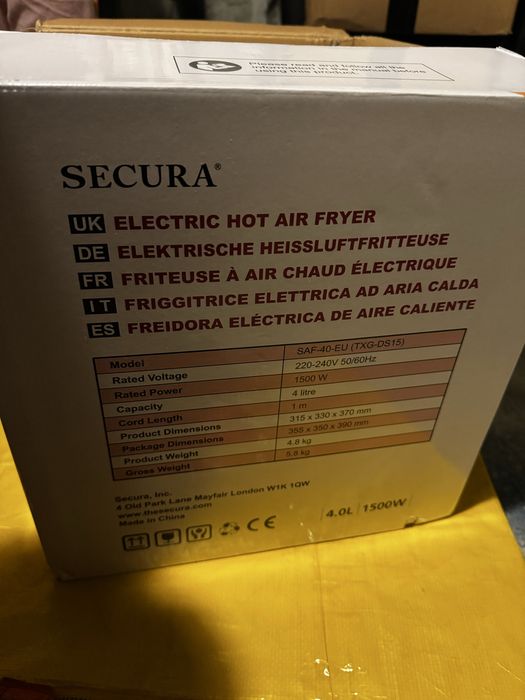 Please read and follow all the
information in the manual before
using this product.
SECURA®
UK ELECTRIC HOT AIR FRYER
DE ELEKTRISCHE HEISSLUFTFRITTEUSE
FR FRITEUSE À AIR CHAUD ÉLECTRIQUE
IT FRIGGITRICE ELETTRICA AD ARIA CALDA
ES FREIDORA ELÉCTRICA DE AIRE CALIENTE
Model SAF-40-EU (TXG-DS15)
Rated Voltage 220-240V 50/60Hz
Rated Power 1500 W
Capacity 4 litre
Cord Length 1 m
Product Dimensions 315 x 330 x 370 mm
Package Dimensions 355 x 350 x 390 mm
Product Weight 4.8 kg
Gross Weight 5.8 kg
Secura, Inc.
4 Old Park Lane Mayfair London W1K 1QW
www.thesecura.com
Made in China
CE
4.0L 1500W